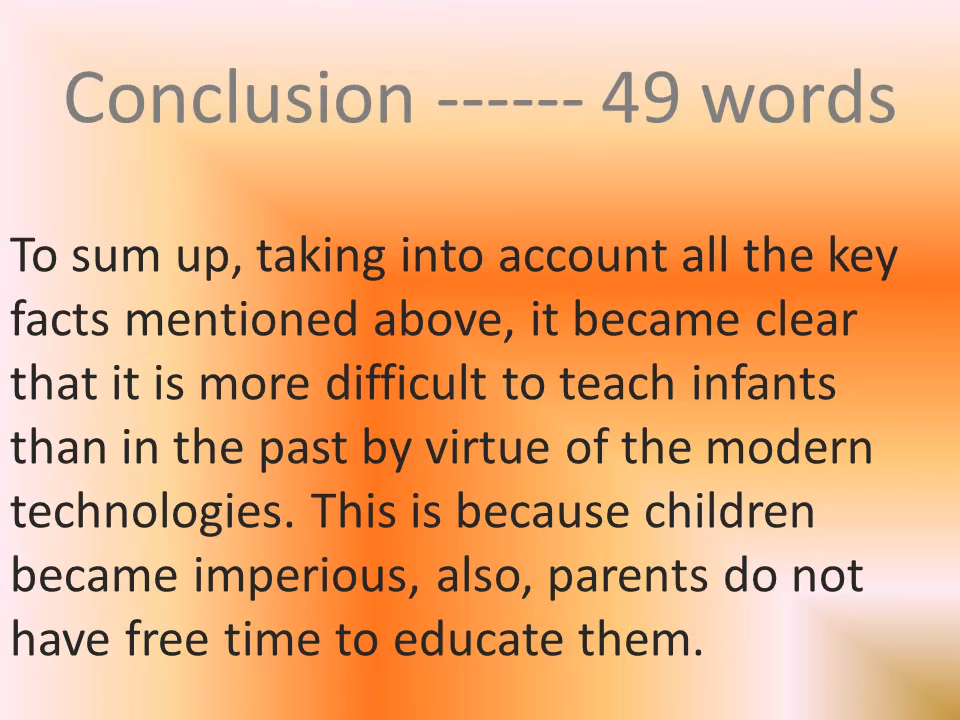 Conclusion ------ 49 words
To sum up, taking into account all the key
facts mentioned above, it became clear
that it is more difficult to teach infants
than in the past by virtue of the modern
technologies. This is because children
became imperious, also, parents do not
have free time to educate them.